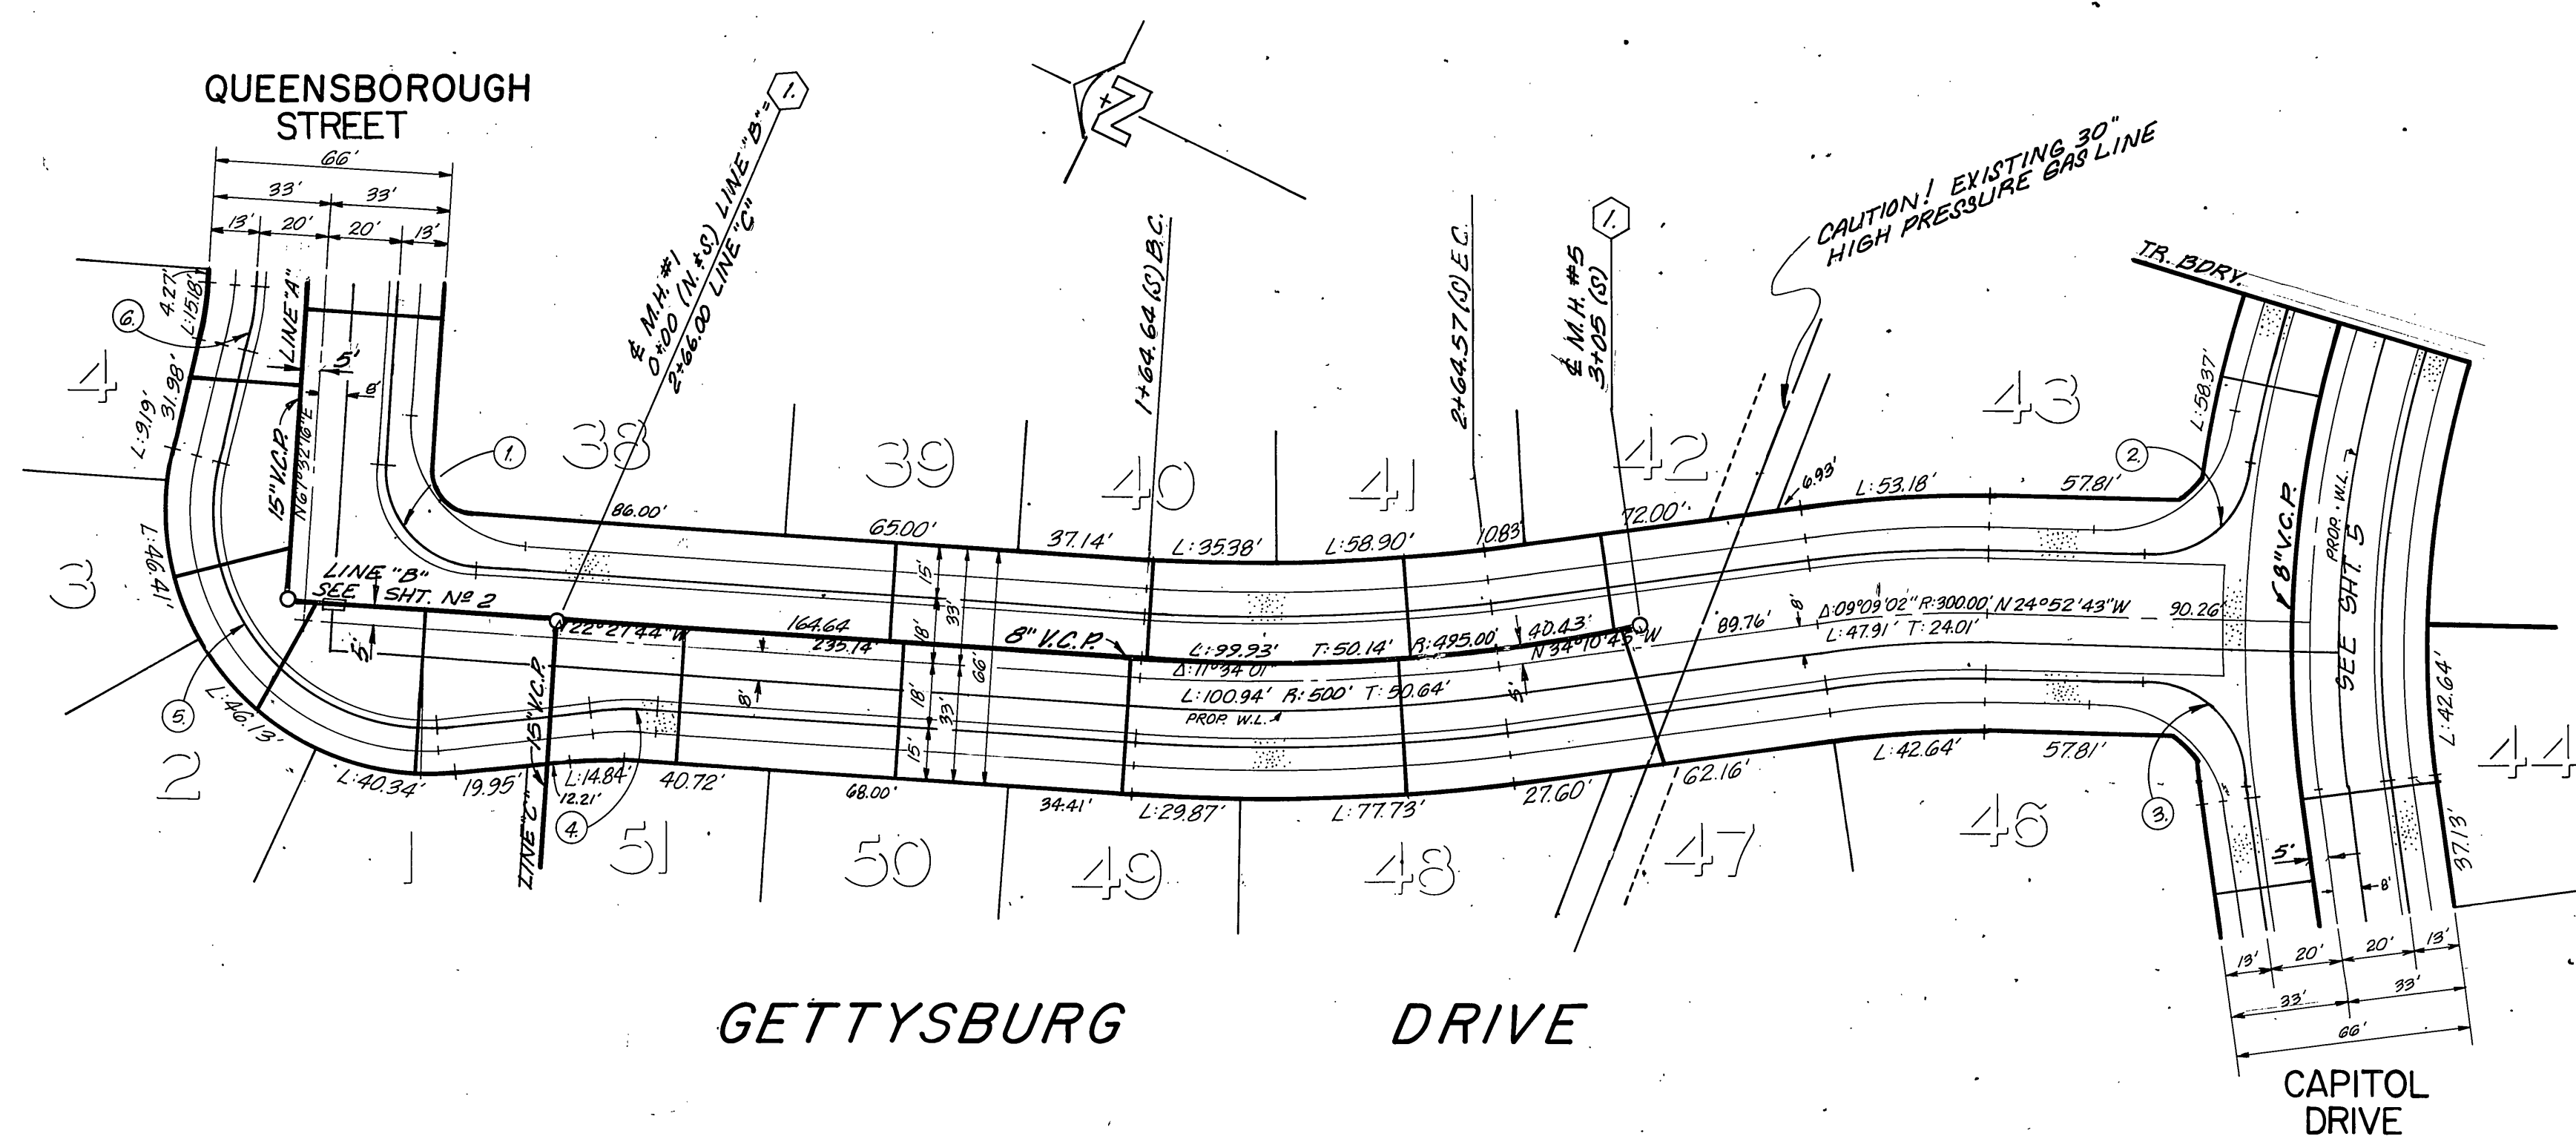 QUEENSBOROUGH
STREET
66'
33' 33'
13' 20' 20' 13'
4.27'
L:15.18'
6.
LINE "A"
5'
8'
31.98'
L:9.19'
15" V.C.P.
N67°32'16"E
4
3
2
1
L:46.41'
5.
L:46.13'
L:40.34'
19.95'
12.21'
L:14.84'
4.
40.72'
LINE "B"
SEE SHT. Nº 2
5'
1.
38
86.00'
¢ M.H. #1
0+00 (N.&S.) LINE "B"=
2+66.00 LINE "C"
1.
N
39
65.00'
40
37.14'
1+64.64 (S) B.C.
L:35.38'
L:58.90'
41
2+64.57 (S) E.C.
10.83'
¢ M.H. #5
3+05 (S)
1.
42
72.00'
CAUTION! EXISTING 30"
HIGH PRESSURE GAS LINE
6.93'
43
L:53.18'
57.81'
2.
L:58.37'
T.R. BDRY.
N22°27'44"W
164.64
235.14'
8" V.C.P.
L:99.93' T:50.14' R:495.00'
40.43'
N34°10'45"W
Δ:11°34'01"
L:100.94' R:500' T:50.64'
PROP. W.L.
5'
8'
89.76'
8'
Δ:09°09'02" R:300.00' N24°52'43"W
L:47.91' T:24.01'
90.26'
15'
18'
33'
66'
18'
33'
15'
15" V.C.P.
LINE "C"
51
68.00'
50
34.41'
49
L:29.87'
L:77.73'
48
27.60'
62.16'
47
L:42.64'
57.81'
46
3.
8" V.C.P.
PROP. W.L.
SEE SHT. 5
L:42.64'
44
37.13'
5'
8'
13' 20' 20' 13'
33' 33'
66'
GETTYSBURG DRIVE
CAPITOL
DRIVE